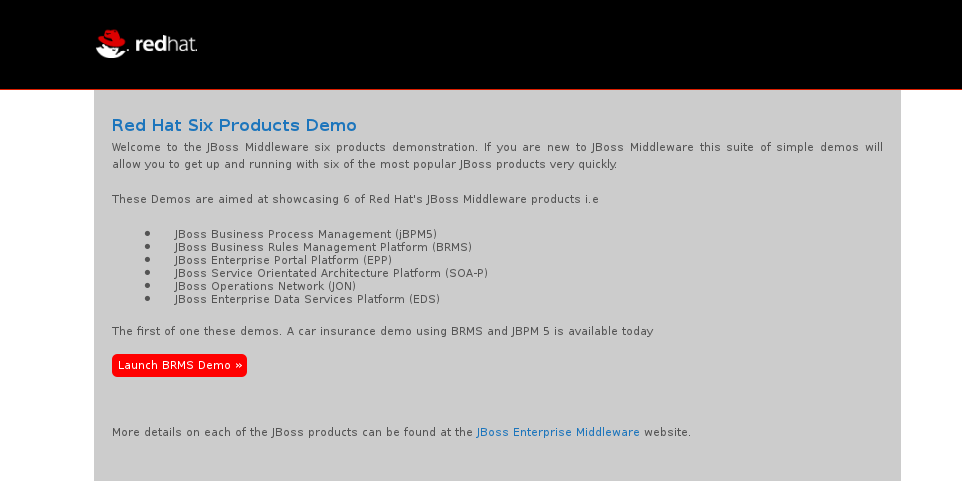 redhat.
Red Hat Six Products Demo
Welcome to the JBoss Middleware six products demonstration. If you are new to JBoss Middleware this suite of simple demos will
allow you to get up and running with six of the most popular JBoss products very quickly.
These Demos are aimed at showcasing 6 of Red Hat's JBoss Middleware products i.e
• JBoss Business Process Management (jBPM5)
• JBoss Business Rules Management Platform (BRMS)
• JBoss Enterprise Portal Platform (EPP)
• JBoss Service Orientated Architecture Platform (SOA-P)
• JBoss Operations Network (JON)
• JBoss Enterprise Data Services Platform (EDS)
The first of one these demos. A car insurance demo using BRMS and JBPM 5 is available today
Launch BRMS Demo »
More details on each of the JBoss products can be found at the JBoss Enterprise Middleware website.